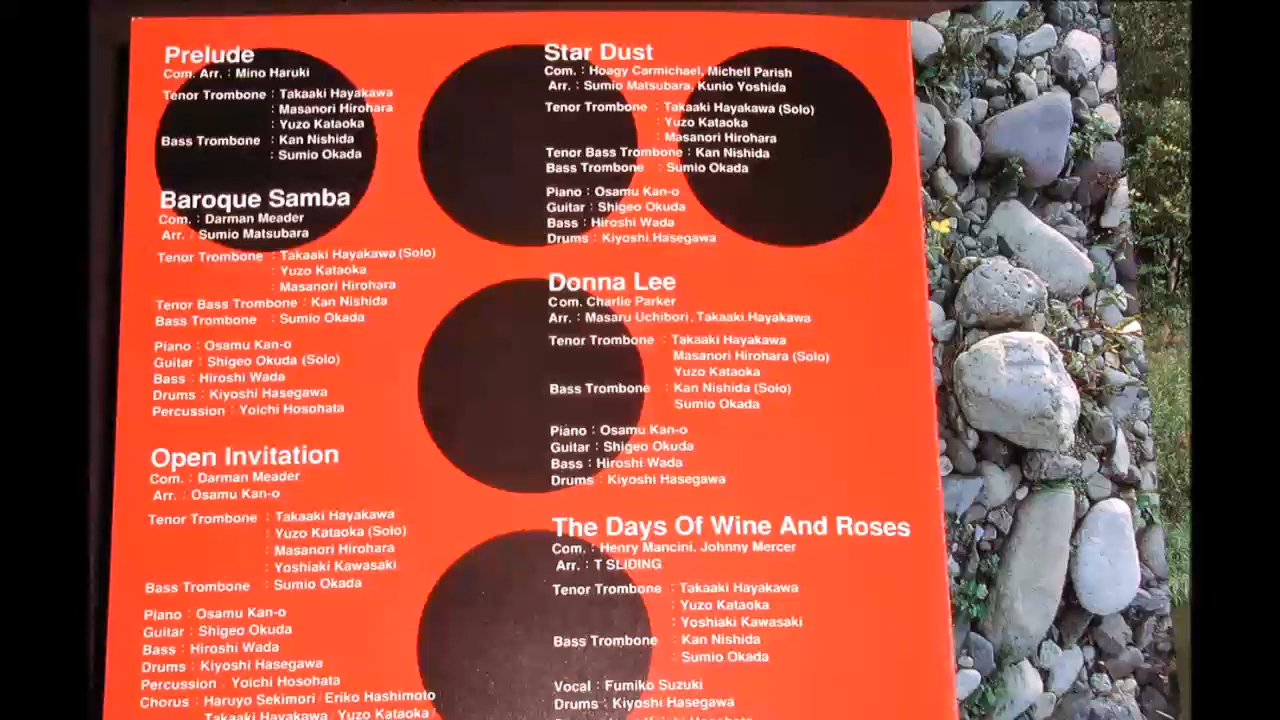 Prelude
Com. Arr. : Mino Haruki
Tenor Trombone : Takaaki Hayakawa
: Masanori Hirohara
: Yuzo Kataoka
Bass Trombone : Kan Nishida
: Sumio Okada
Baroque Samba
Com. : Darman Meader
Arr. : Sumio Matsubara
Tenor Trombone : Takaaki Hayakawa (Solo)
: Yuzo Kataoka
: Masanori Hirohara
Tenor Bass Trombone : Kan Nishida
Bass Trombone : Sumio Okada
Piano : Osamu Kan-o
Guitar : Shigeo Okuda (Solo)
Bass : Hiroshi Wada
Drums : Kiyoshi Hasegawa
Percussion : Yoichi Hosohata
Open Invitation
Com. : Darman Meader
Arr. : Osamu Kan-o
Tenor Trombone : Takaaki Hayakawa
: Yuzo Kataoka (Solo)
: Masanori Hirohara
: Yoshiaki Kawasaki
Bass Trombone : Sumio Okada
Piano : Osamu Kan-o
Guitar : Shigeo Okuda
Bass : Hiroshi Wada
Drums : Kiyoshi Hasegawa
Percussion : Yoichi Hosohata
Chorus : Haruyo Sekimori Eriko Hashimoto
Takaaki Hayakawa Yuzo Kataoka
Star Dust
Com. : Hoagy Carmichael, Michell Parish
Arr. : Sumio Matsubara, Kunio Yoshida
Tenor Trombone : Takaaki Hayakawa (Solo)
: Yuzo Kataoka
: Masanori Hirohara
Tenor Bass Trombone : Kan Nishida
Bass Trombone : Sumio Okada
Piano : Osamu Kan-o
Guitar : Shigeo Okuda
Bass : Hiroshi Wada
Drums : Kiyoshi Hasegawa
Donna Lee
Com. Charlie Parker
Arr. : Masaru Uchibori, Takaaki Hayakawa
Tenor Trombone : Takaaki Hayakawa
Masanori Hirohara (Solo)
Yuzo Kataoka
Bass Trombone : Kan Nishida (Solo)
Sumio Okada
Piano : Osamu Kan-o
Guitar : Shigeo Okuda
Bass : Hiroshi Wada
Drums : Kiyoshi Hasegawa
The Days Of Wine And Roses
Com. : Henry Mancini, Johnny Mercer
Arr. : T SLIDING
Tenor Trombone : Takaaki Hayakawa
: Yuzo Kataoka
: Yoshiaki Kawasaki
Bass Trombone : Kan Nishida
: Sumio Okada
Vocal : Fumiko Suzuki
Drums : Kiyoshi Hasegawa